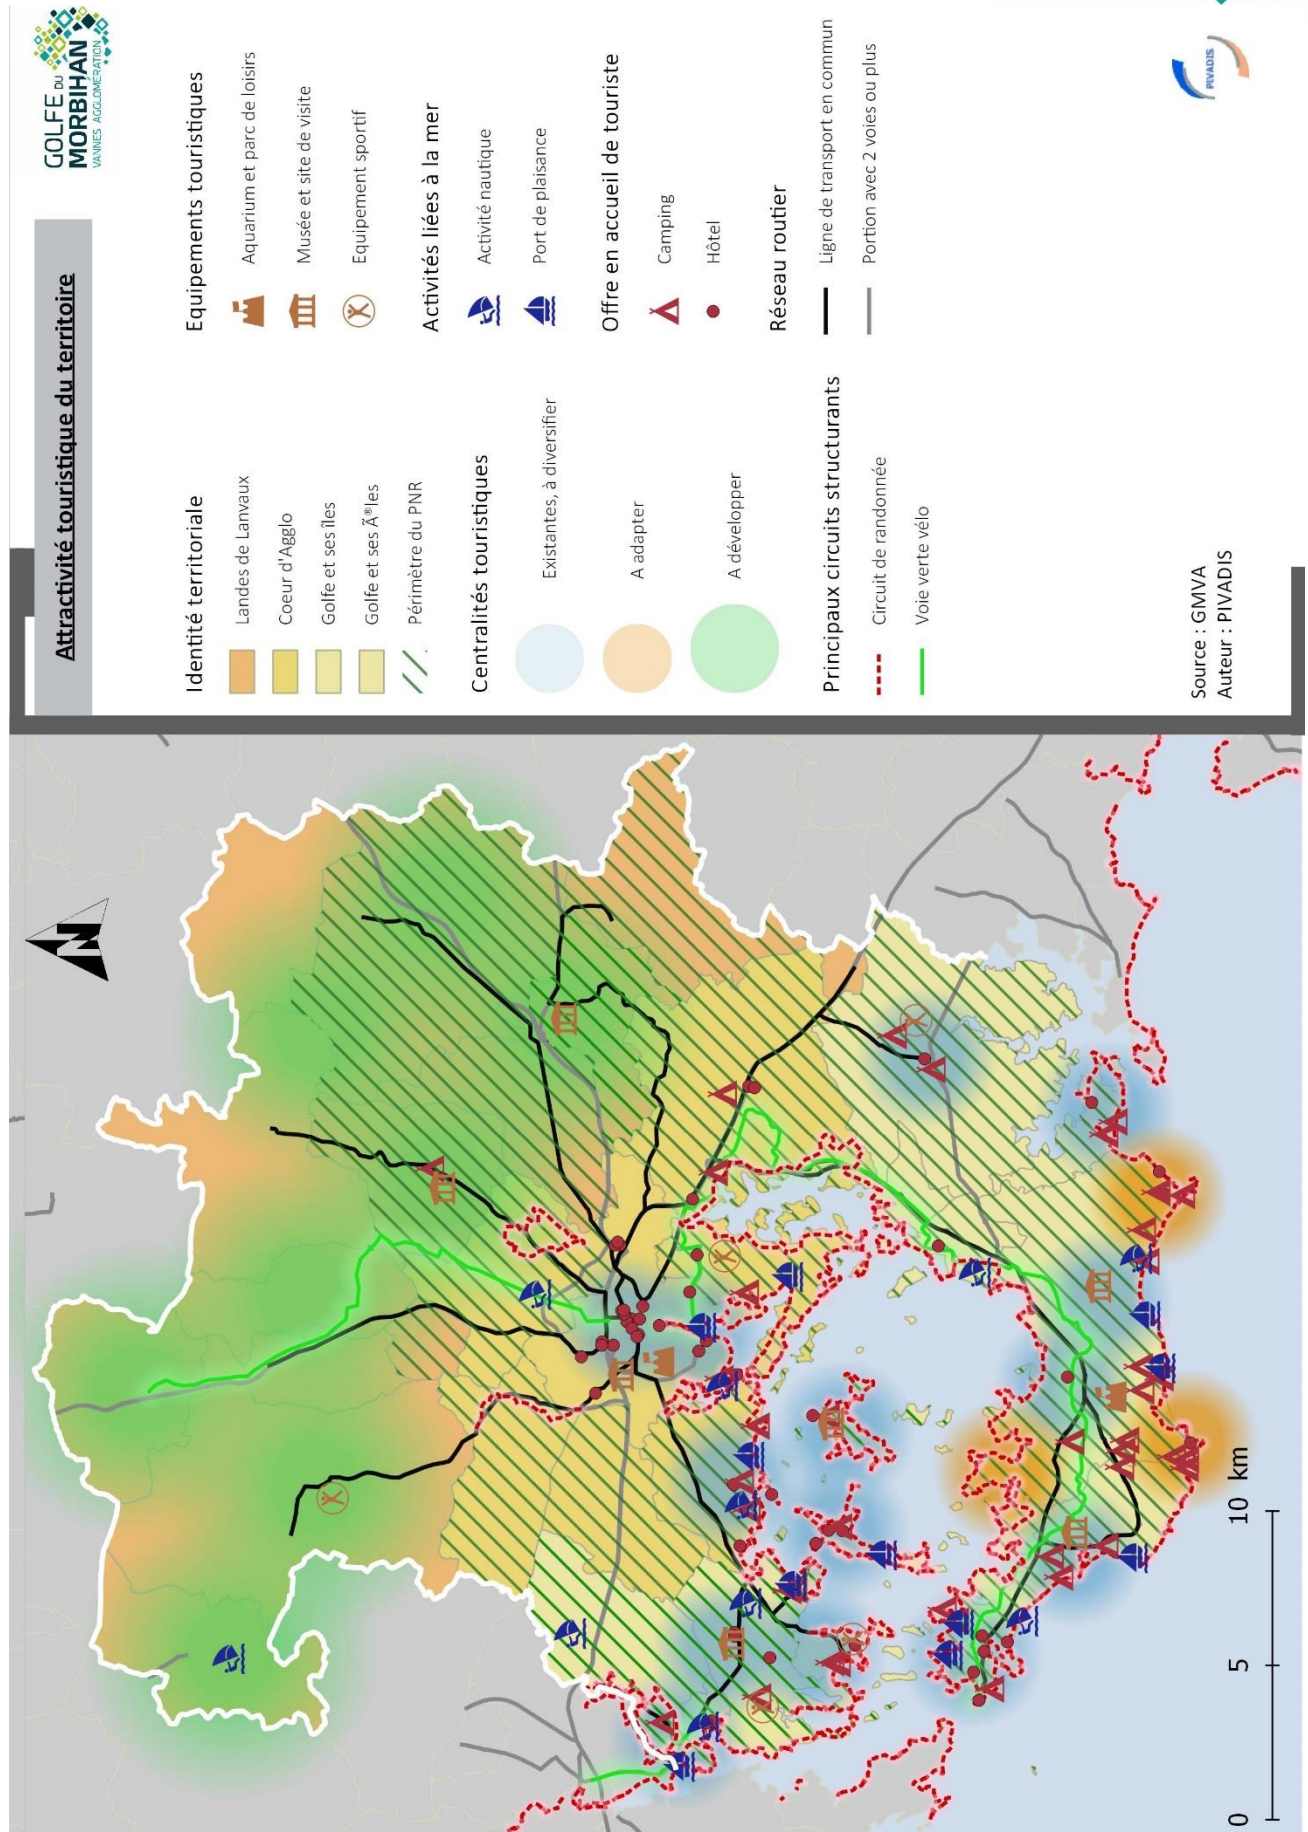 Attractivité touristique du territoire
GOLFE DU
MORBIHAN
VANNES AGGLOMÉRATION
Identité territoriale
Landes de Lanvaux
Coeur d'Agglo
Golfe et ses îles
Golfe et ses Ã®les
Périmètre du PNR
Centralités touristiques
Existantes, à diversifier
A adapter
A développer
Principaux circuits structurants
Circuit de randonnée
Voie verte vélo
Equipements touristiques
Aquarium et parc de loisirs
Musée et site de visite
Equipement sportif
Activités liées à la mer
Activité nautique
Port de plaisance
Offre en accueil de touriste
Camping
Hôtel
Réseau routier
Ligne de transport en commun
Portion avec 2 voies ou plus
Source : GMVA
Auteur : PIVADIS
PIVADIS
N
0 5 10 km